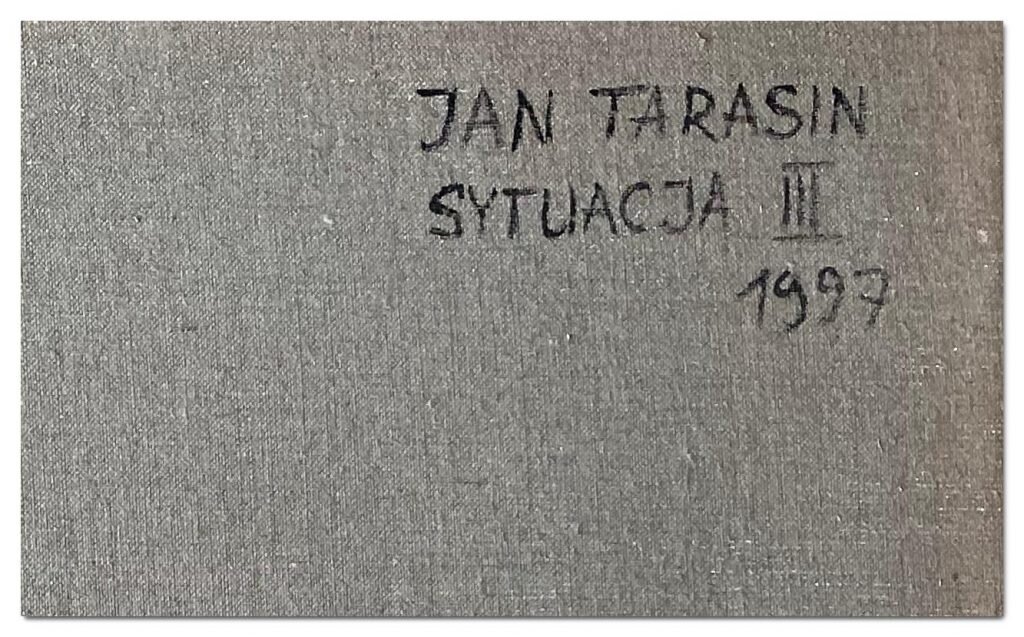 JAN TARASIN
SYTUACJA III
1997